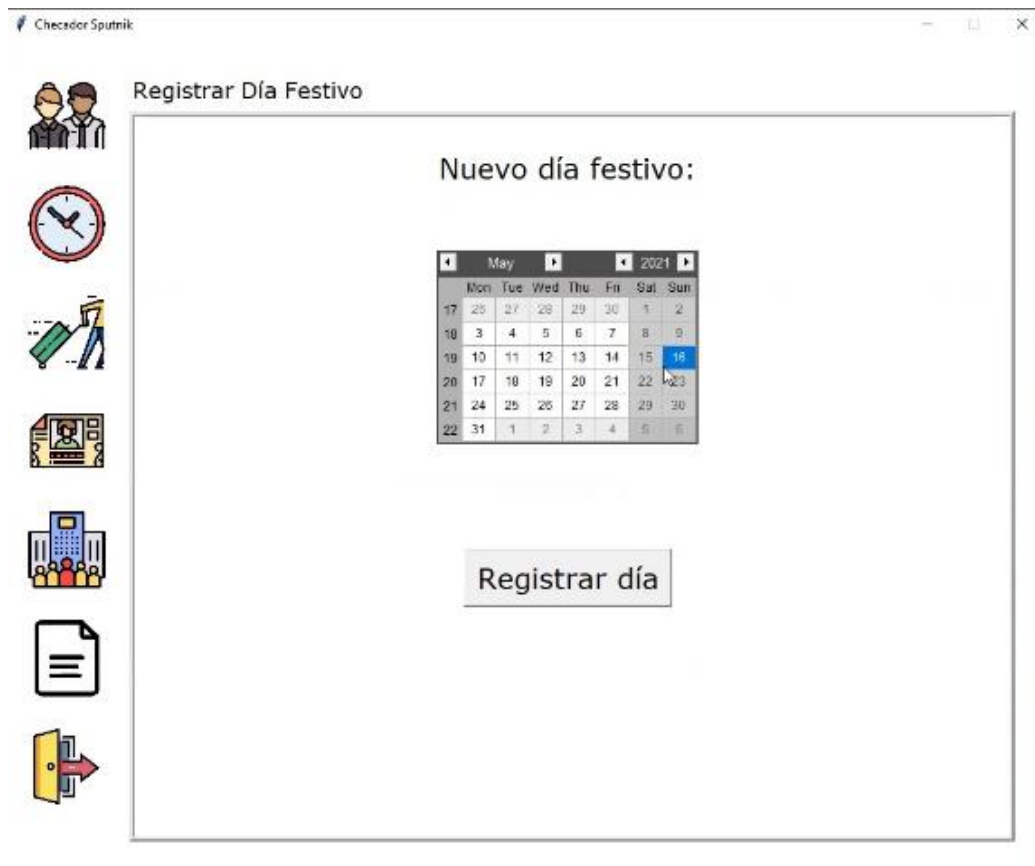 Checador Sputnik
Registrar Día Festivo
Nuevo día festivo:
May 2021
Mon Tue Wed Thu Fri Sat Sun
17 26 27 28 29 30 1 2
18 3 4 5 6 7 8 9
19 10 11 12 13 14 15 16
20 17 18 19 20 21 22 23
21 24 25 26 27 28 29 30
22 31 1 2 3 4 5 6
Registrar día